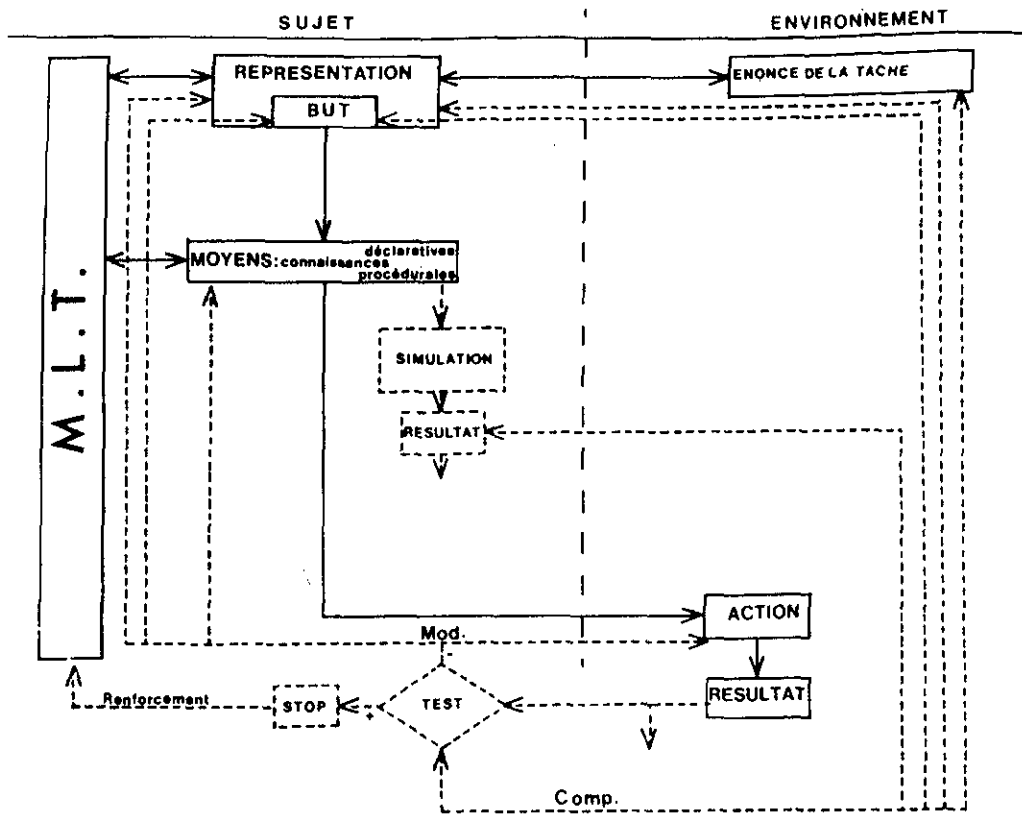 SUJET
ENVIRONNEMENT
REPRESENTATION
BUT
ENONCE DE LA TACHE
M.L.T.
MOYENS: connaissances déclaratives
procédurales
SIMULATION
RESULTAT
ACTION
Mod.
-
RESULTAT
Renforcement
STOP
+
TEST
Comp.